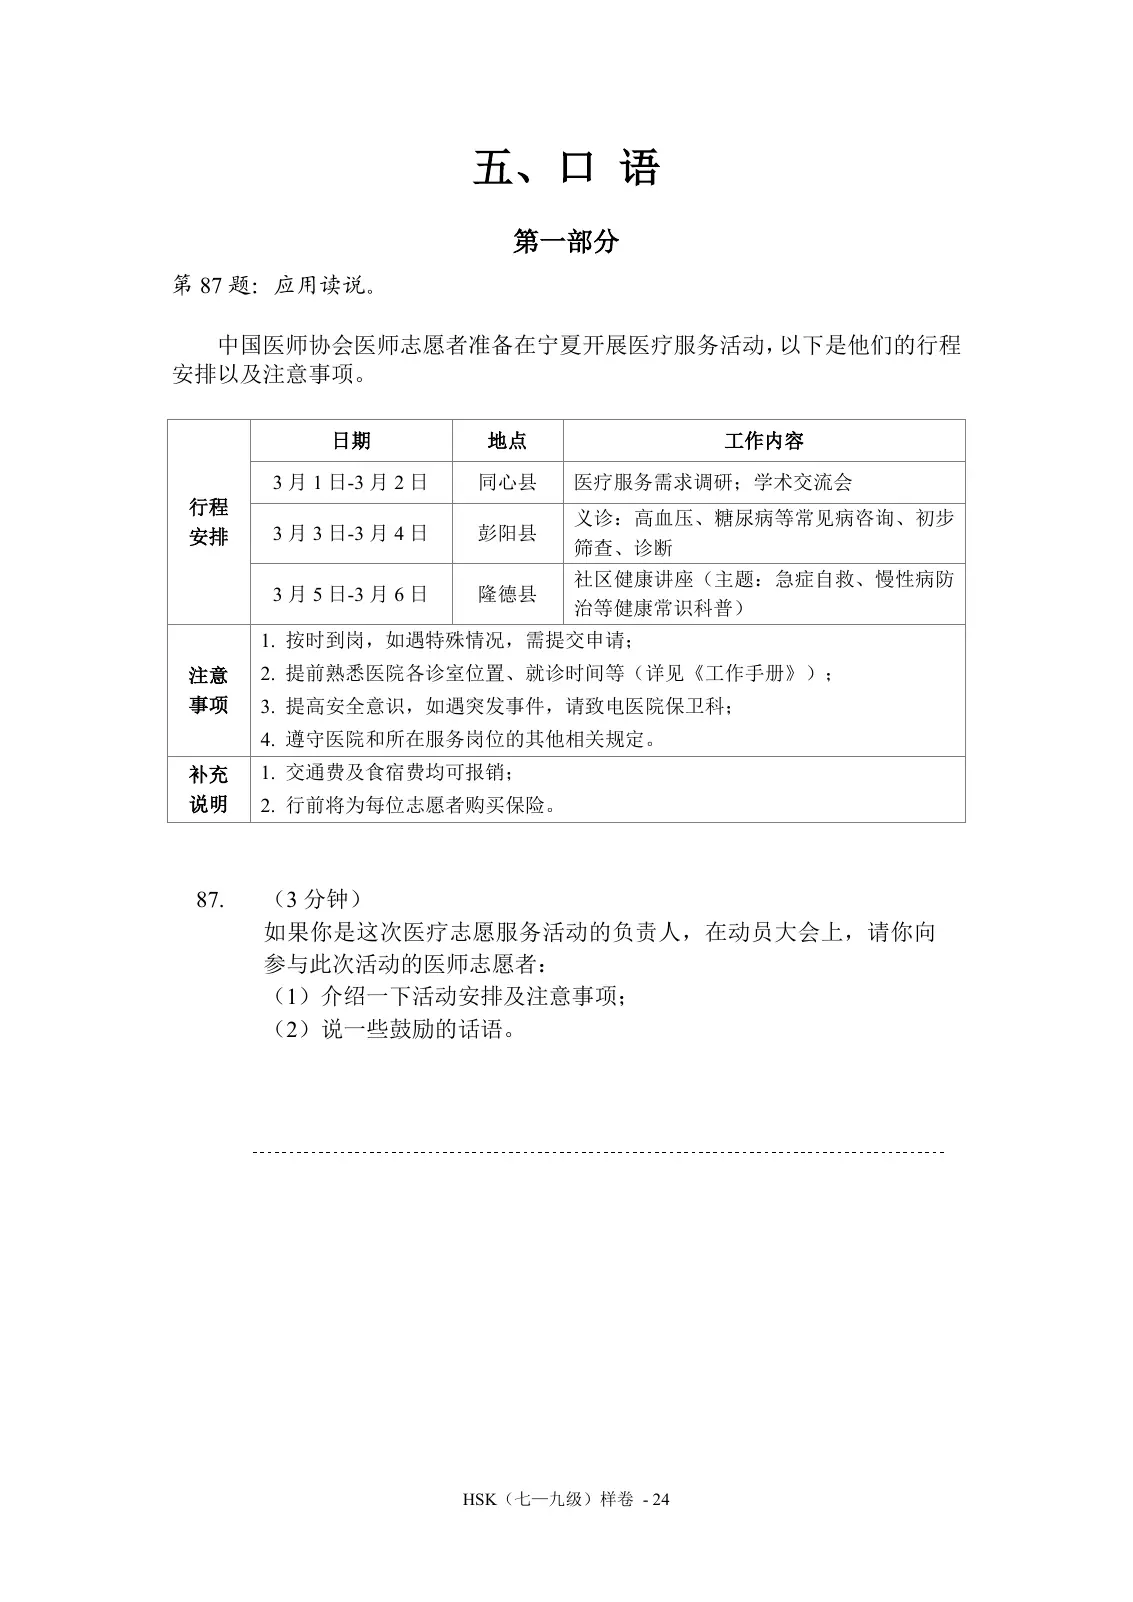 五、口 语
第一部分
第 87 题：应用读说。
中国医师协会医师志愿者准备在宁夏开展医疗服务活动，以下是他们的行程
安排以及注意事项。
日期 地点 工作内容
行程
安排
3 月 1 日-3 月 2 日 同心县 医疗服务需求调研；学术交流会
3 月 3 日-3 月 4 日 彭阳县 义诊：高血压、糖尿病等常见病咨询、初步
筛查、诊断
3 月 5 日-3 月 6 日 隆德县 社区健康讲座（主题：急症自救、慢性病防
治等健康常识科普）
注意
事项
1. 按时到岗，如遇特殊情况，需提交申请；
2. 提前熟悉医院各诊室位置、就诊时间等（详见《工作手册》）；
3. 提高安全意识，如遇突发事件，请致电医院保卫科；
4. 遵守医院和所在服务岗位的其他相关规定。
补充
说明
1. 交通费及食宿费均可报销；
2. 行前将为每位志愿者购买保险。
87. （3 分钟）
如果你是这次医疗志愿服务活动的负责人，在动员大会上，请你向
参与此次活动的医师志愿者：
（1）介绍一下活动安排及注意事项；
（2）说一些鼓励的话语。
HSK（七—九级）样卷 - 24